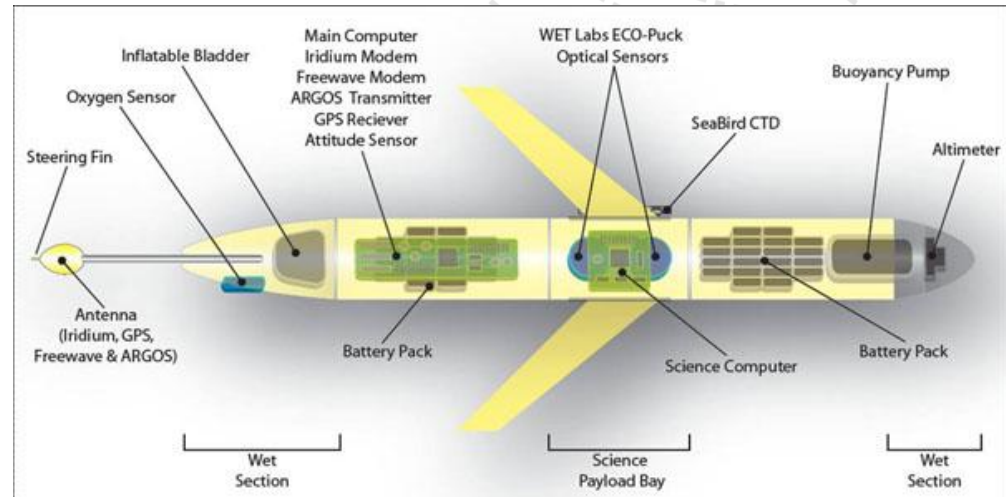 Main Computer
Iridium Modem
Freewave Modem
ARGOS Transmitter
GPS Reciever
Attitude Sensor
Inflatable Bladder
Oxygen Sensor
Steering Fin
WET Labs ECO-Puck
Optical Sensors
SeaBird CTD
Buoyancy Pump
Altimeter
Antenna
(Iridium, GPS,
Freewave & ARGOS)
Battery Pack
Science Computer
Battery Pack
Wet
Section
Science
Payload Bay
Wet
Section